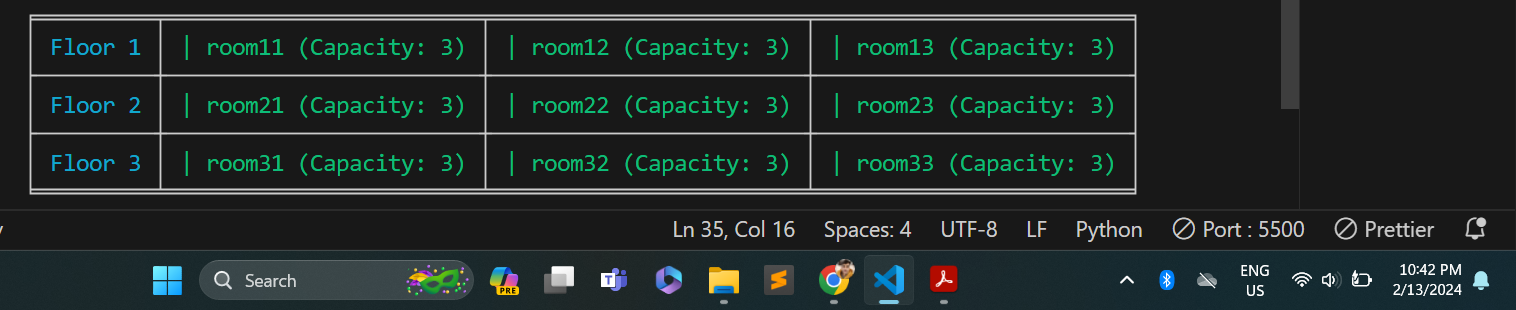 Floor 1 | room11 (Capacity: 3) | room12 (Capacity: 3) | room13 (Capacity: 3)
Floor 2 | room21 (Capacity: 3) | room22 (Capacity: 3) | room23 (Capacity: 3)
Floor 3 | room31 (Capacity: 3) | room32 (Capacity: 3) | room33 (Capacity: 3)
Ln 35, Col 16 Spaces: 4 UTF-8 LF Python Port : 5500 Prettier
Search
PRE
ENG
US
10:42 PM
2/13/2024